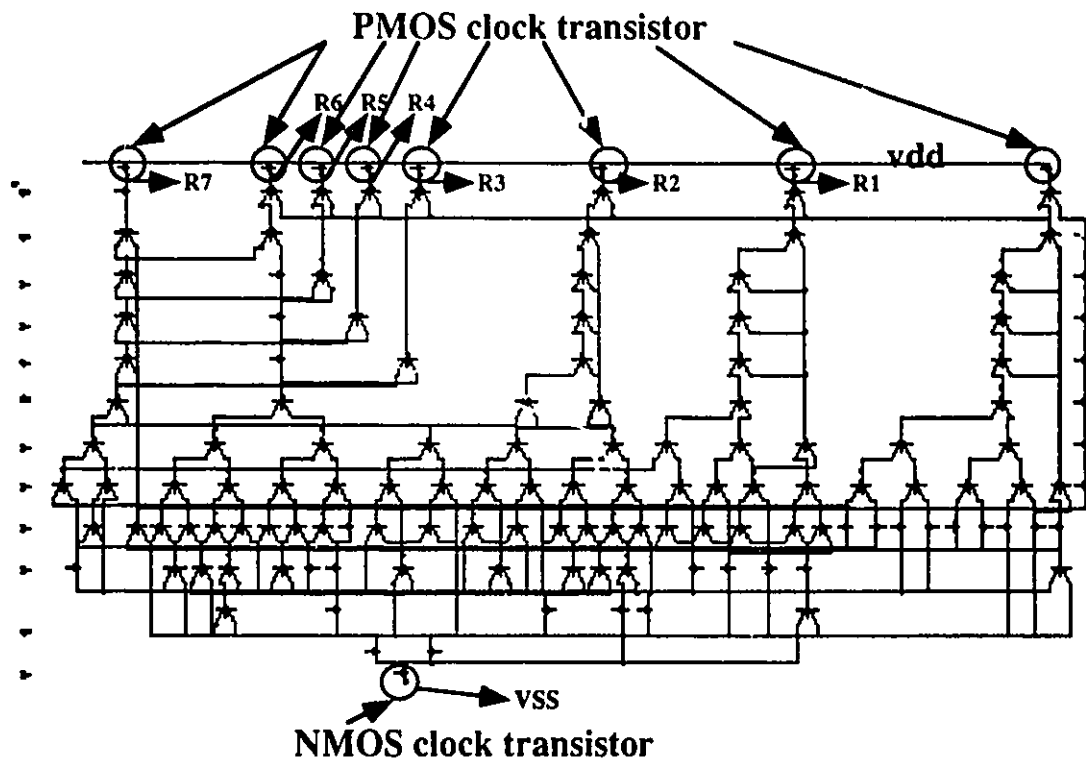 PMOS clock transistor
R6 R5 R4
vdd
R7 R3 R2 R1
VSS
NMOS clock transistor